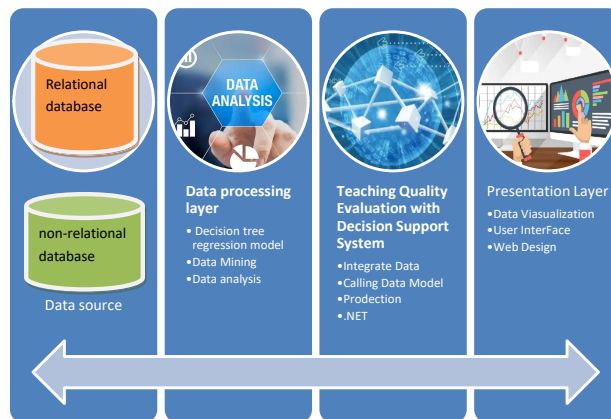 Relational
database
non-relational
database
Data source
DATA
ANALYSIS
Data processing
layer
• Decision tree
regression model
•Data Mining
•Data analysis
Teaching Quality
Evaluation with
Decision Support
System
•Integrate Data
•Calling Data Model
•Prodection
•.NET
Presentation Layer
•Data Viasualization
•User InterFace
•Web Design